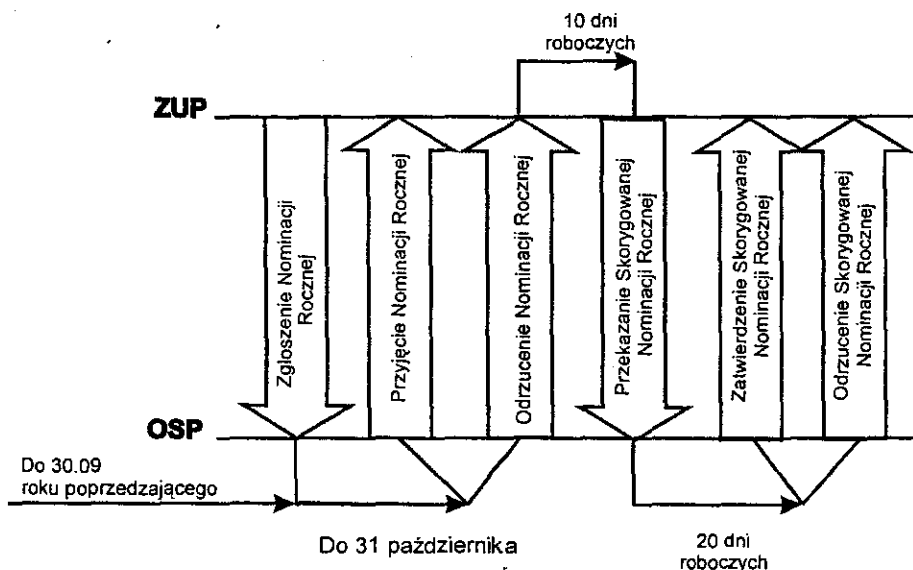 10 dni
roboczych
ZUP
Zgłoszenie Nominacji
Rocznej
Przyjęcie Nominacji Rocznej
Odrzucenie Nominacji Rocznej
Przekazanie Skorygowanej
Nominacji Rocznej
Zatwierdzenie Skorygowanej
Nominacji Rocznej
Odrzucenie Skorygowanej
Nominacji Rocznej
OSP
Do 30.09
roku poprzedzającego
Do 31 października
20 dni
roboczych